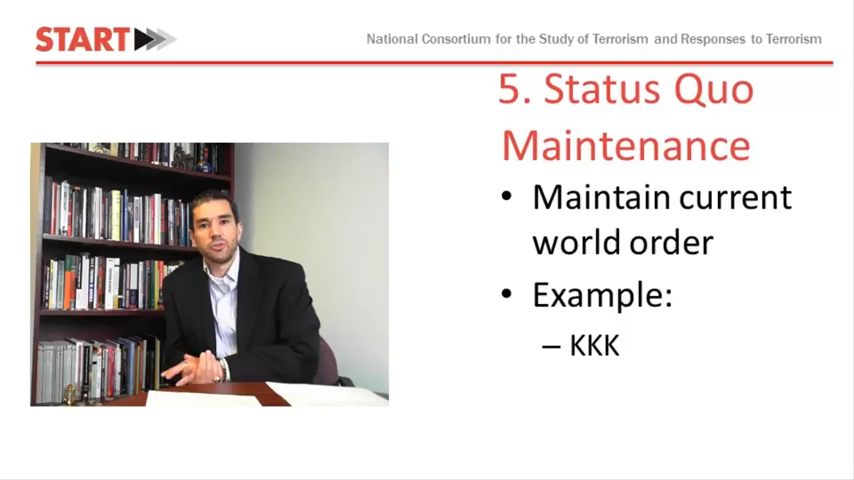 START
National Consortium for the Study of Terrorism and Responses to Terrorism
5. Status Quo
Maintenance
• Maintain current
world order
• Example:
– KKK